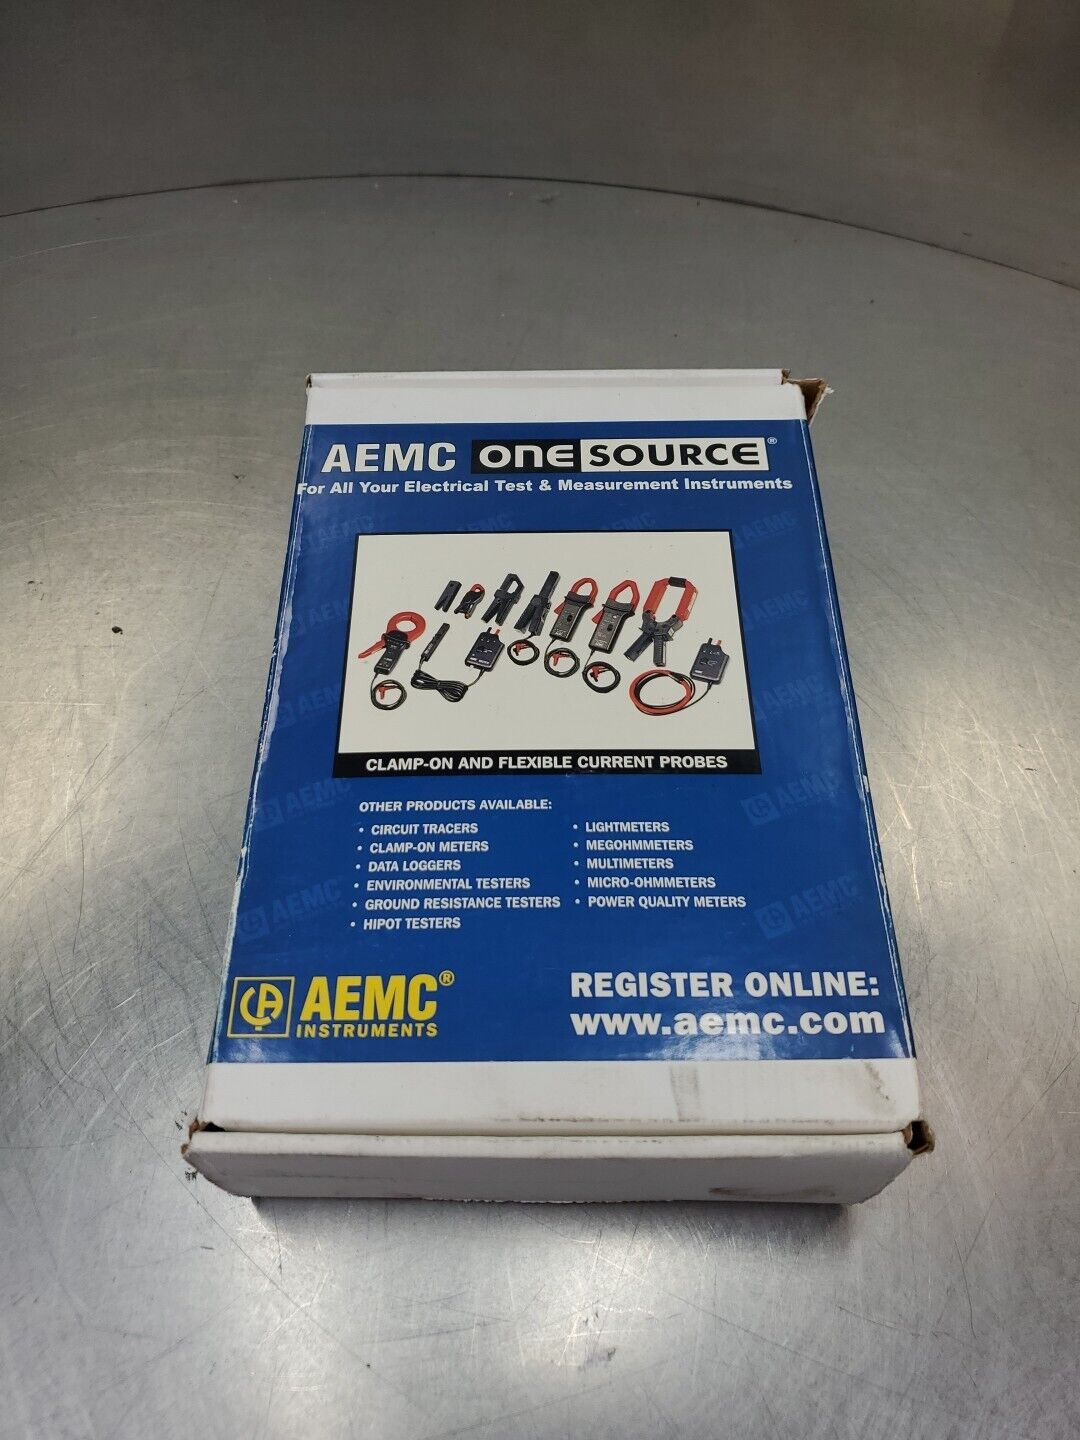 AEMC ONE SOURCE®
For All Your Electrical Test & Measurement Instruments
CLAMP-ON AND FLEXIBLE CURRENT PROBES
OTHER PRODUCTS AVAILABLE:
• CIRCUIT TRACERS
• CLAMP-ON METERS
• DATA LOGGERS
• ENVIRONMENTAL TESTERS
• GROUND RESISTANCE TESTERS
• HIPOT TESTERS
• LIGHTMETERS
• MEGOHMMETERS
• MULTIMETERS
• MICRO-OHMMETERS
• POWER QUALITY METERS
AEMC®
INSTRUMENTS
REGISTER ONLINE:
www.aemc.com